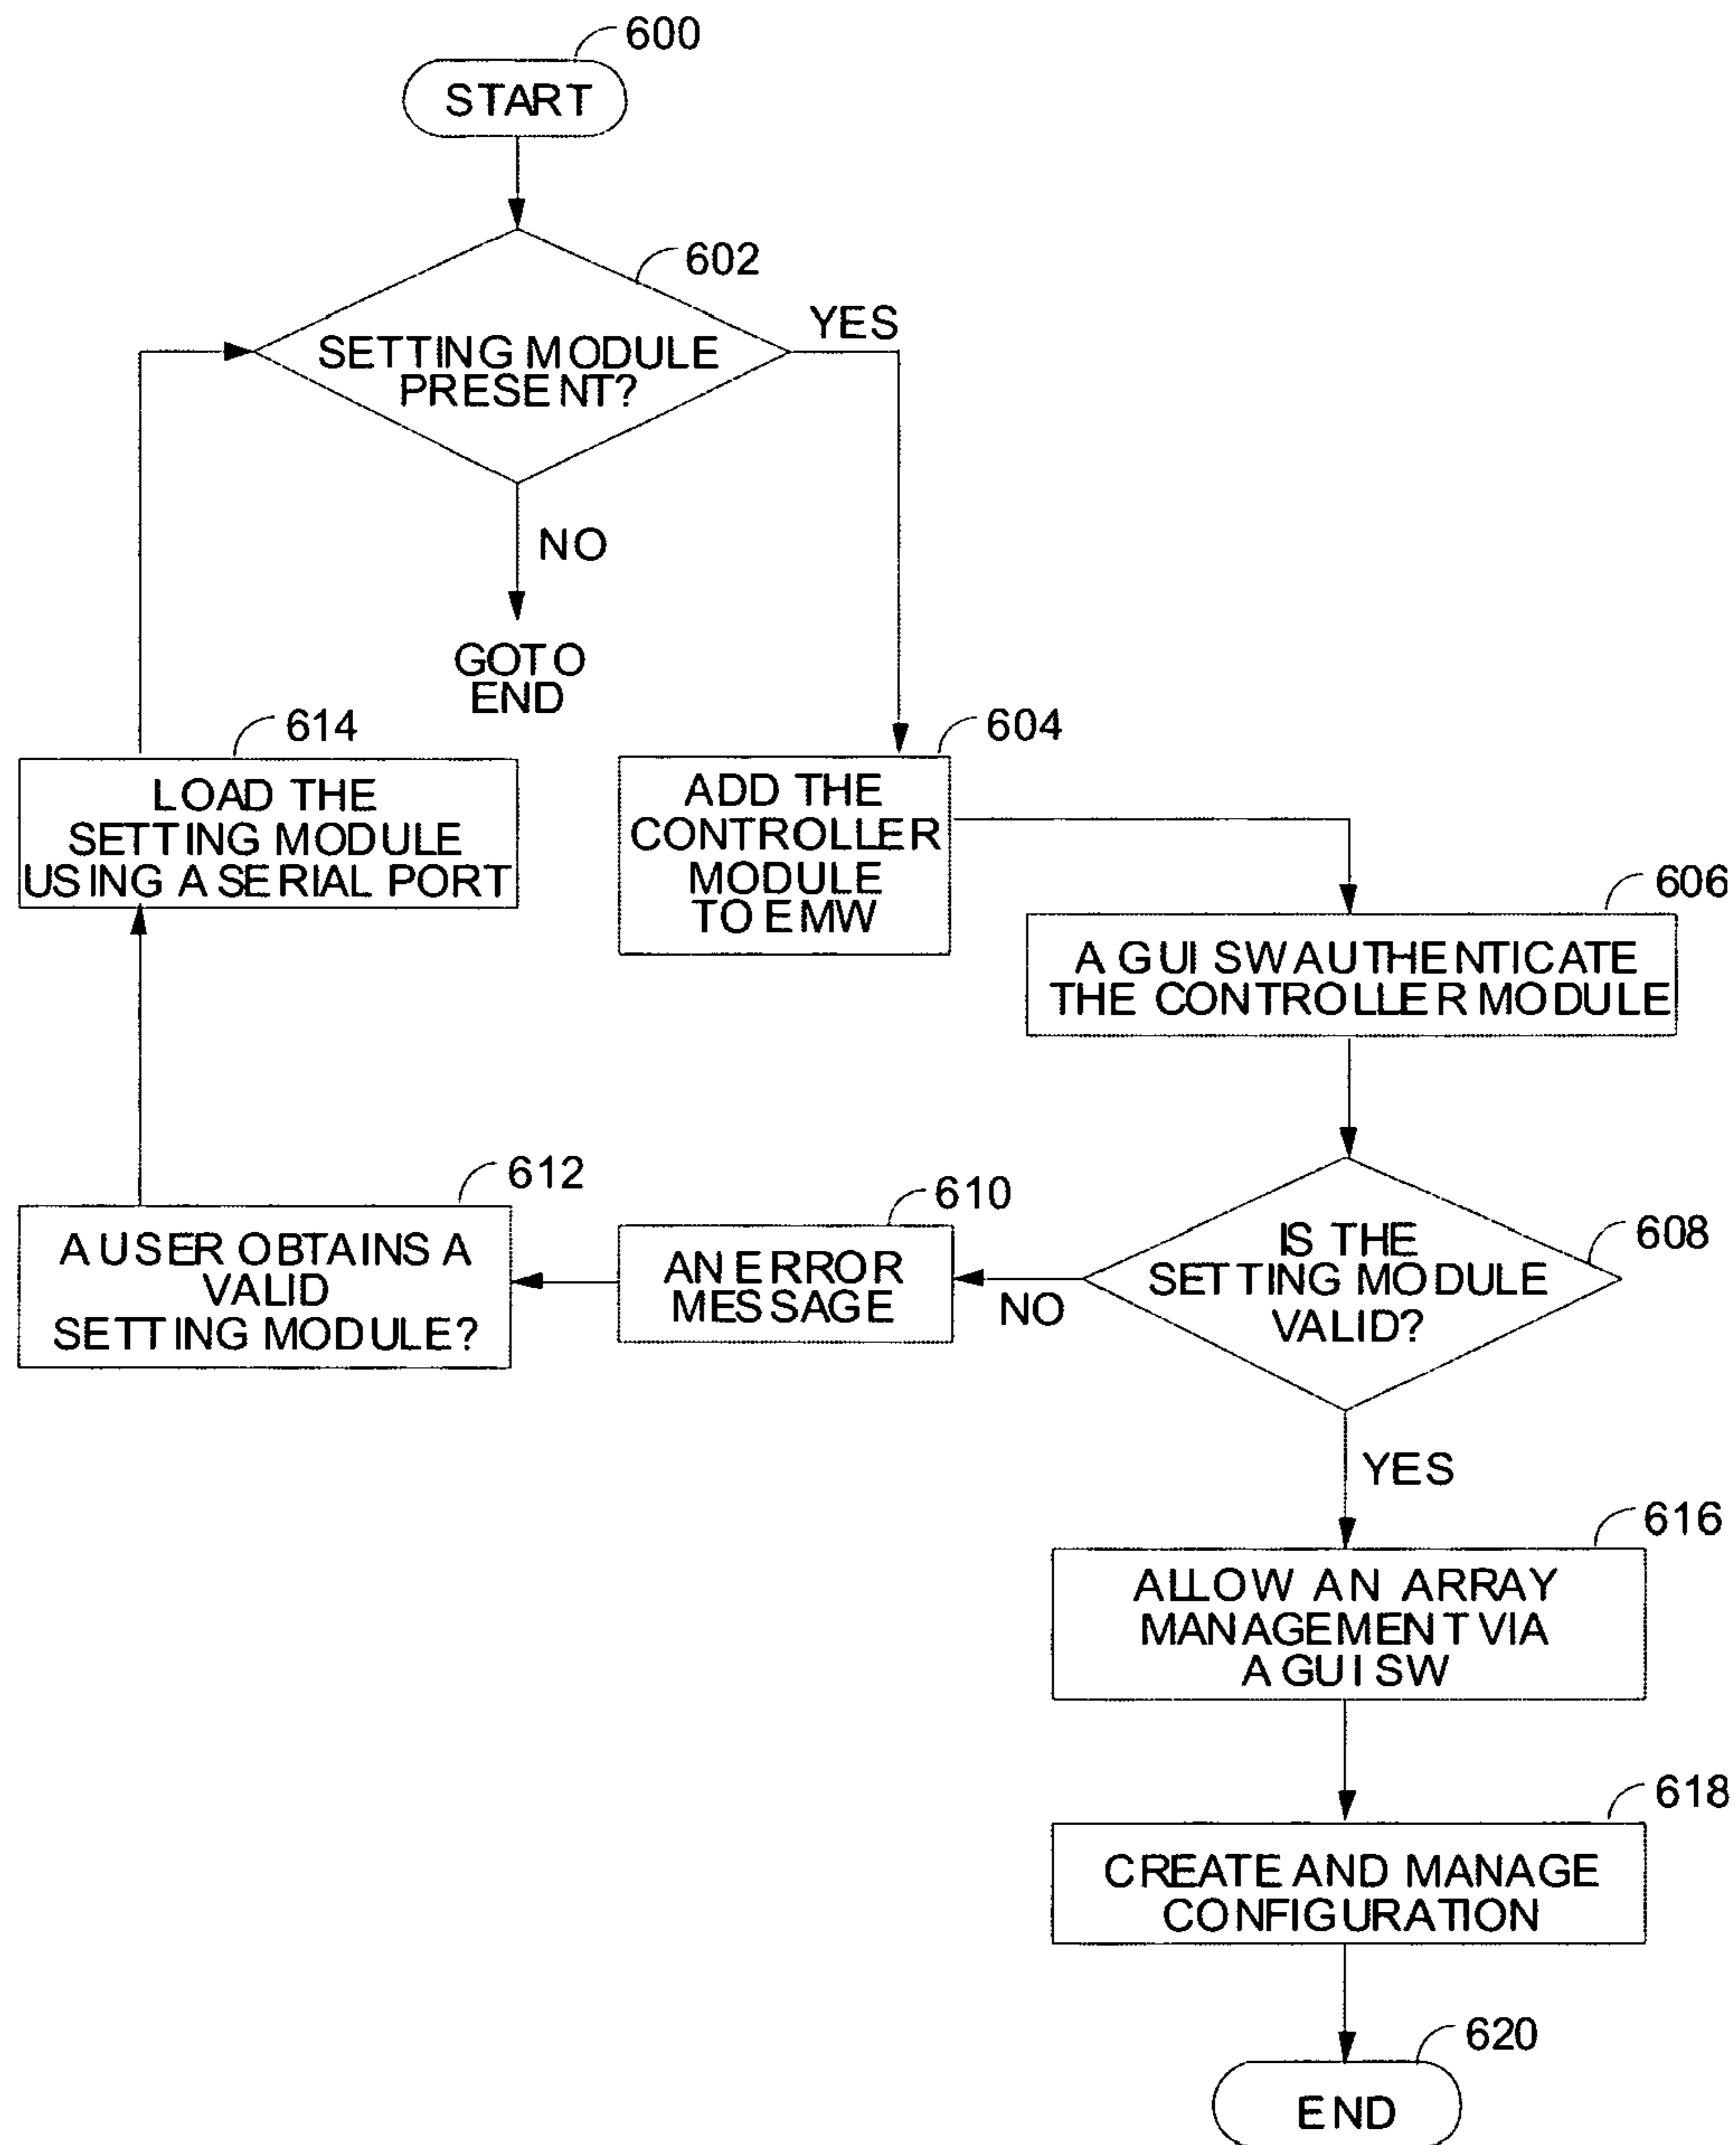 600
START
602
SETTING MODULE
PRESENT?
YES
NO
GOTO
END
614
LOAD THE
SETTING MODULE
USING A SERIAL PORT
604
ADD THE
CONTROLLER
MODULE
TO EMW
606
A GUI SW AUTHENTICATE
THE CONTROLLER MODULE
612
A USER OBTAINS A
VALID
SETTING MODULE?
610
AN ERROR
MESSAGE
NO
608
IS THE
SETTING MODULE
VALID?
YES
616
ALLOW AN ARRAY
MANAGEMENT VIA
A GUI SW
618
CREATE AND MANAGE
CONFIGURATION
620
END